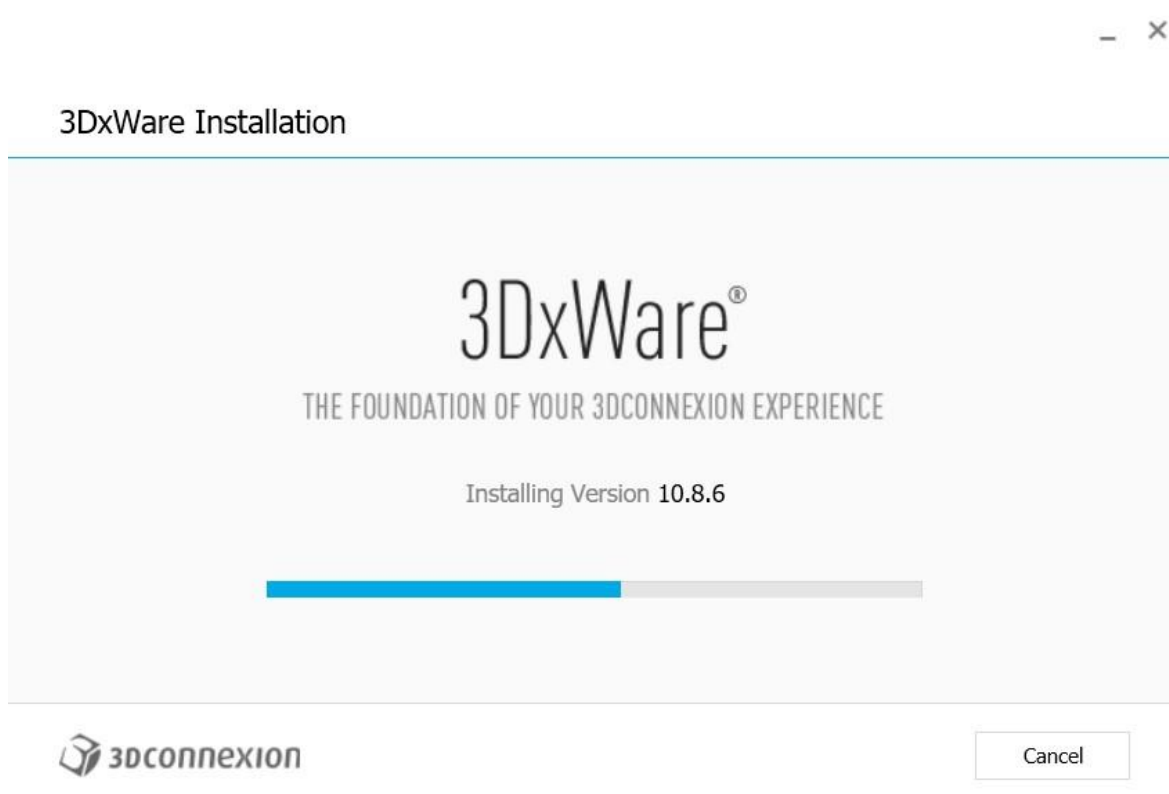 3DxWare Installation
3DxWare®
THE FOUNDATION OF YOUR 3DCONNEXION EXPERIENCE
Installing Version 10.8.6
3Dconnexion
Cancel